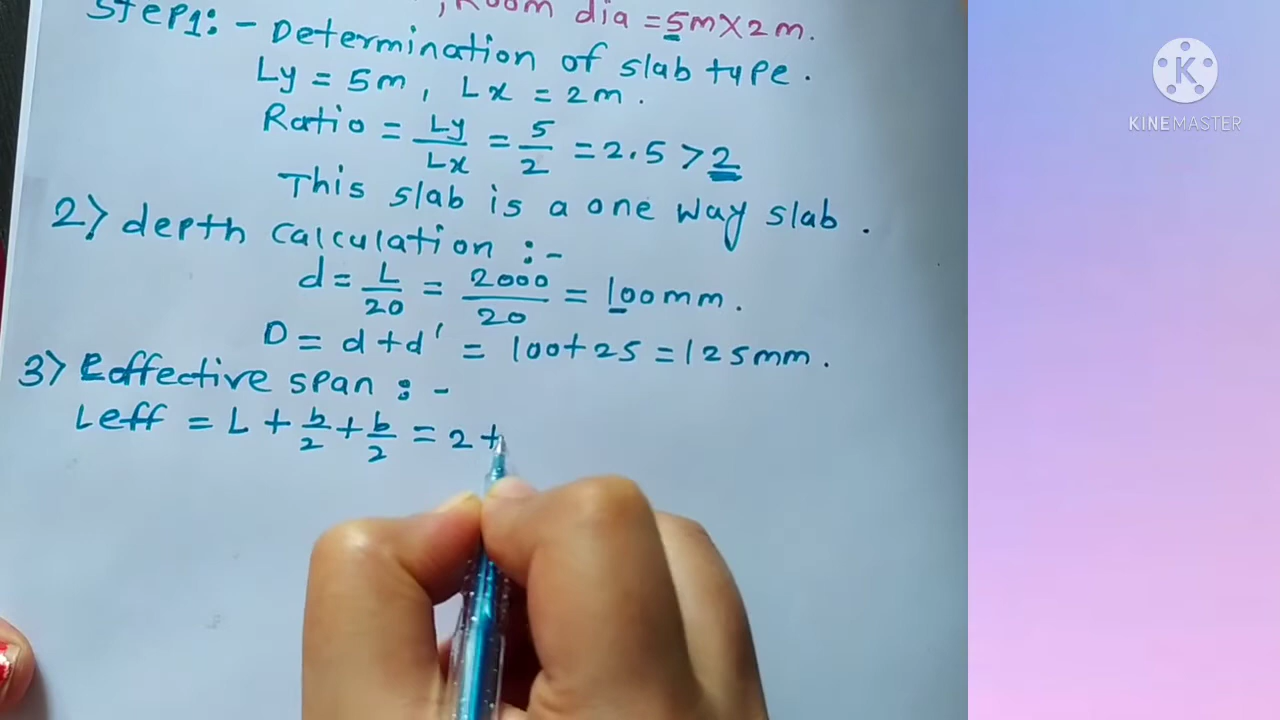 , Room dia = 5m X 2 m.
Step1: - Determination of slab type.
Ly = 5m, Lx = 2m.
Ratio = Ly/Lx = 5/2 = 2.5 > 2
This slab is a one way slab.
2> depth calculation :-
d = L/20 = 2000/20 = 100mm.
D = d + d' = 100 + 25 = 125mm.
3> Eeffective span : -
Leff = L + b/2 + b/2 = 2 +
KINEMASTER